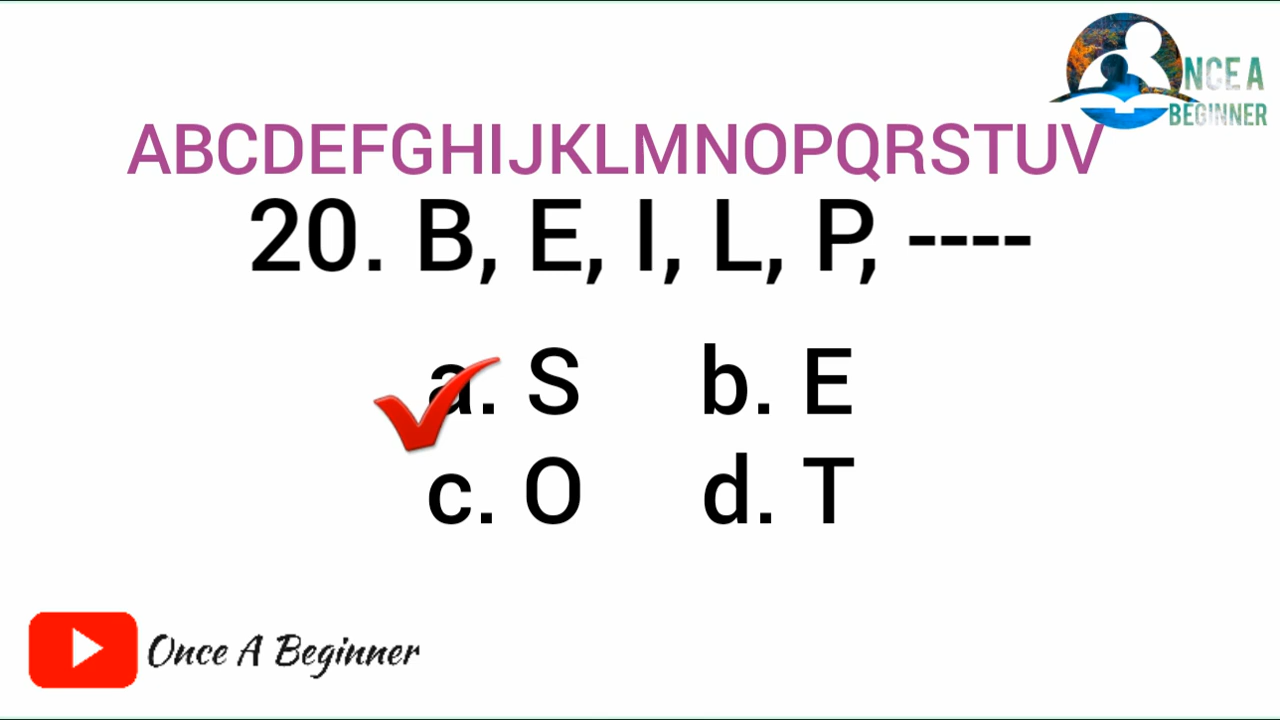 NCE A
BEGINNER
ABCDEFGHIJKLMNOPQRSTUV
20. B, E, I, L, P, ----
a. S b. E
c. O d. T
Once A Beginner